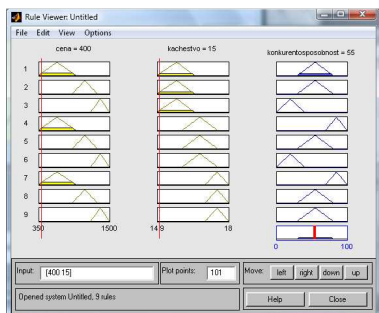 Rule Viewer: Untitled
File Edit View Options
cena = 400 kachestvo = 15 konkurentosposobnost = 55
1
2
3
4
5
6
7
8
9
350 1500 14.9 18
0 100
Input: [400 15] Plot points: 101 Move: left right down up
Opened system Untitled, 9 rules Help Close